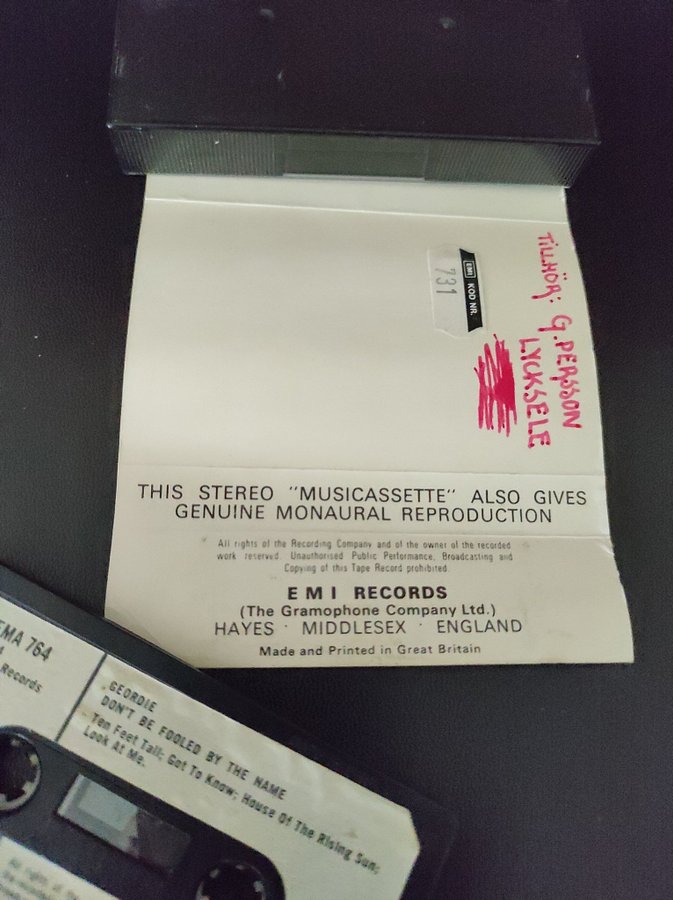 TILLHÖR: G. PERSSON
LYCKSELE
EMI KOD NR.
731
THIS STEREO "MUSICASSETTE" ALSO GIVES
GENUINE MONAURAL REPRODUCTION
All rights of the Recording Company and of the owner of the recorded
work reserved. Unauthorised Public Performance, Broadcasting and
Copying of this Tape Record prohibited.
EMI RECORDS
(The Gramophone Company Ltd.)
HAYES · MIDDLESEX · ENGLAND
Made and Printed in Great Britain
EMA 764
Records
GEORDIE
DON'T BE FOOLED BY THE NAME
Ten Feet Tall; Got To Know; House Of The Rising Sun;
Look At Me.
All rights of the